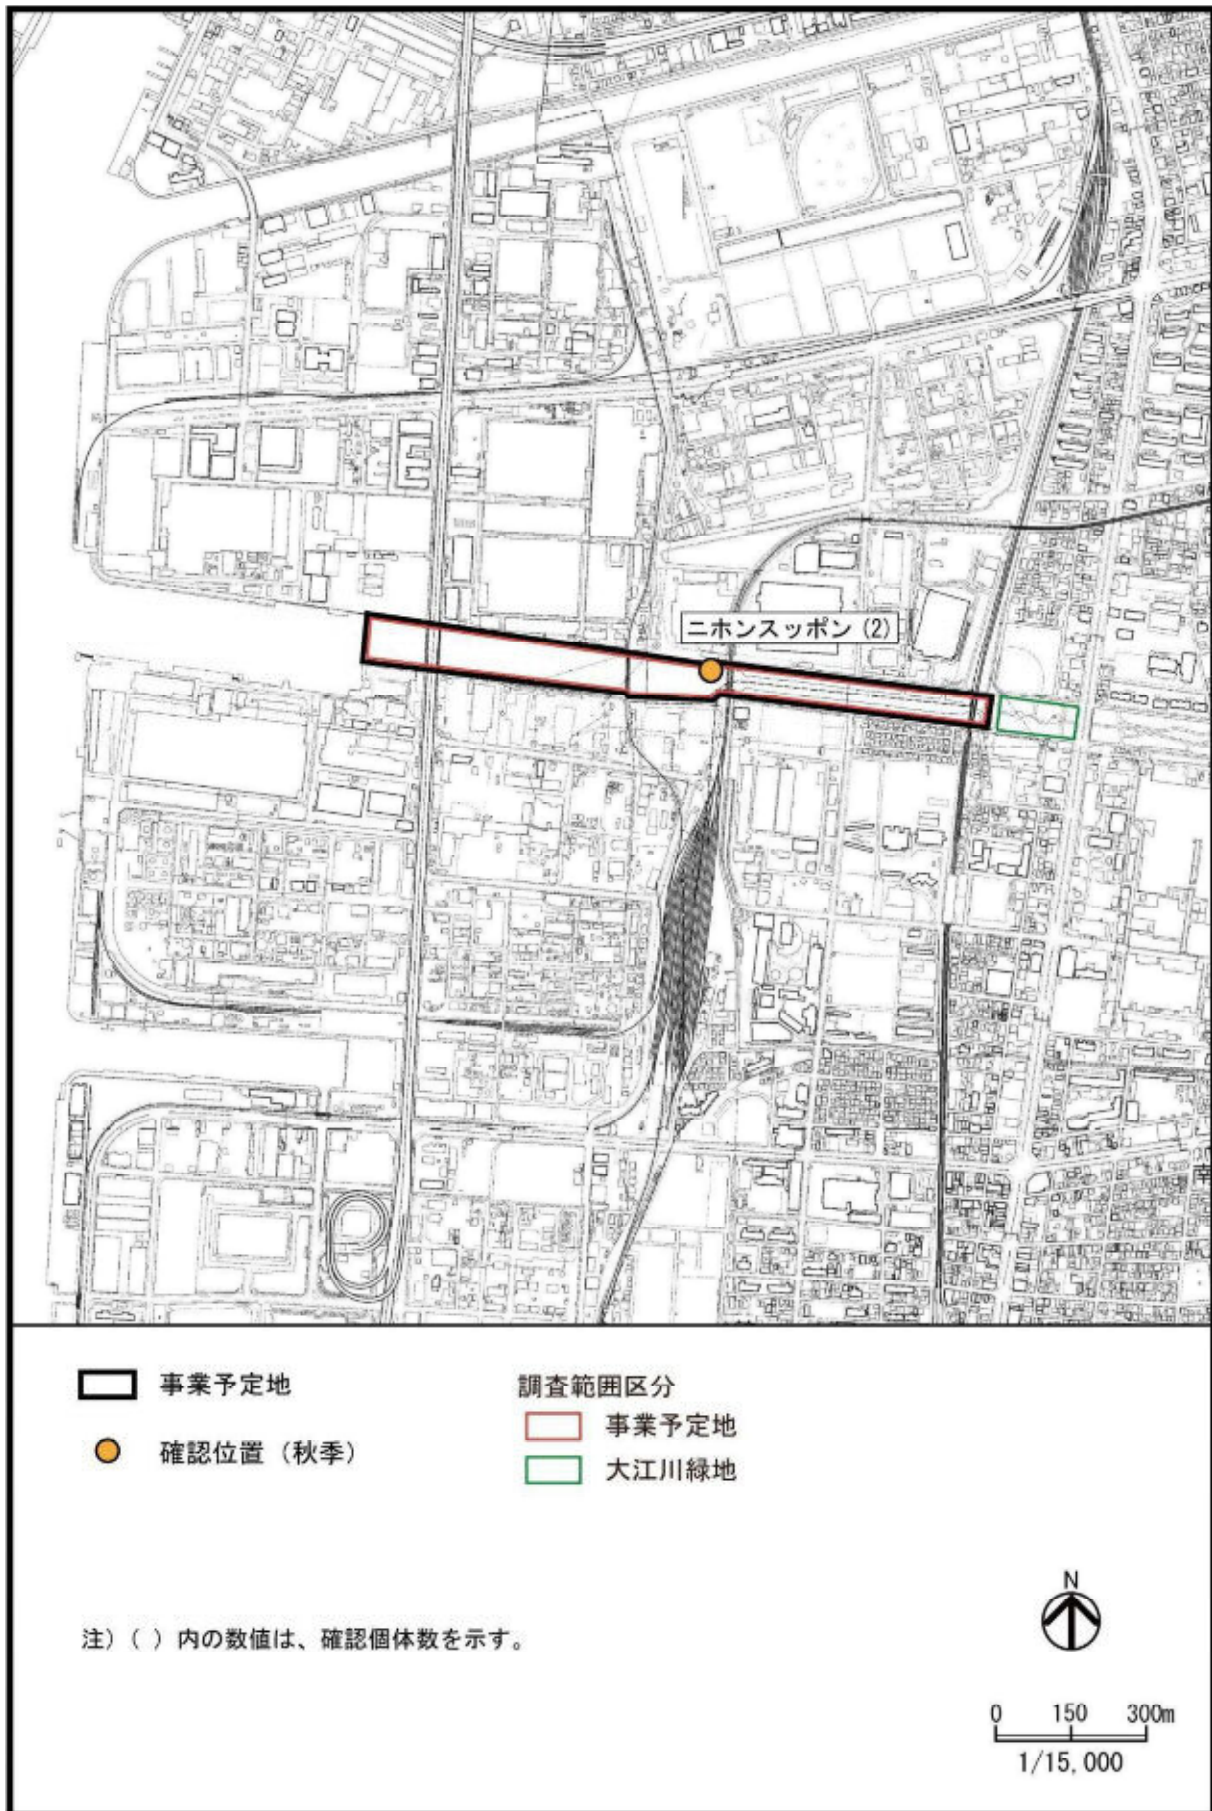 ニホンスッポン (2)
南
事業予定地
確認位置（秋季）
調査範囲区分
事業予定地
大江川緑地
注）（ ）内の数値は、確認個体数を示す。
N
0 150 300m
1/15,000